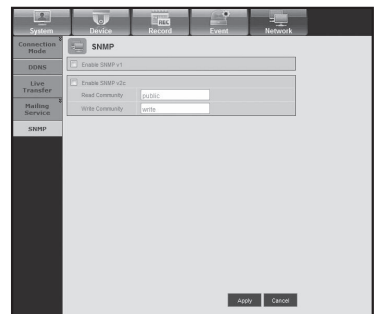 System Device Record Event Network
REC
Connection Mode
DDNS
Live Transfer
Mailing Service
SNMP
SNMP
Enable SNMP v1
Enable SNMP v2c
Read Community public
Write Community write
Apply Cancel